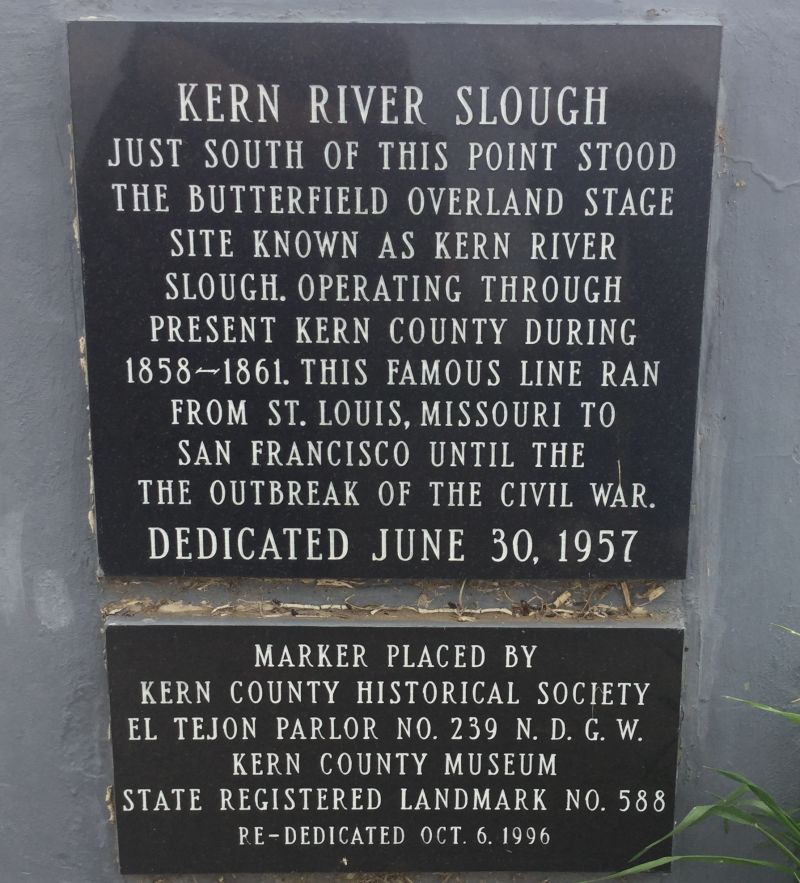 KERN RIVER SLOUGH
JUST SOUTH OF THIS POINT STOOD
THE BUTTERFIELD OVERLAND STAGE
SITE KNOWN AS KERN RIVER
SLOUGH. OPERATING THROUGH
PRESENT KERN COUNTY DURING
1858~1861. THIS FAMOUS LINE RAN
FROM ST. LOUIS, MISSOURI TO
SAN FRANCISCO UNTIL THE
THE OUTBREAK OF THE CIVIL WAR.
DEDICATED JUNE 30, 1957
MARKER PLACED BY
KERN COUNTY HISTORICAL SOCIETY
EL TEJON PARLOR NO. 239 N. D. G. W.
KERN COUNTY MUSEUM
STATE REGISTERED LANDMARK NO. 588
RE-DEDICATED OCT. 6, 1996